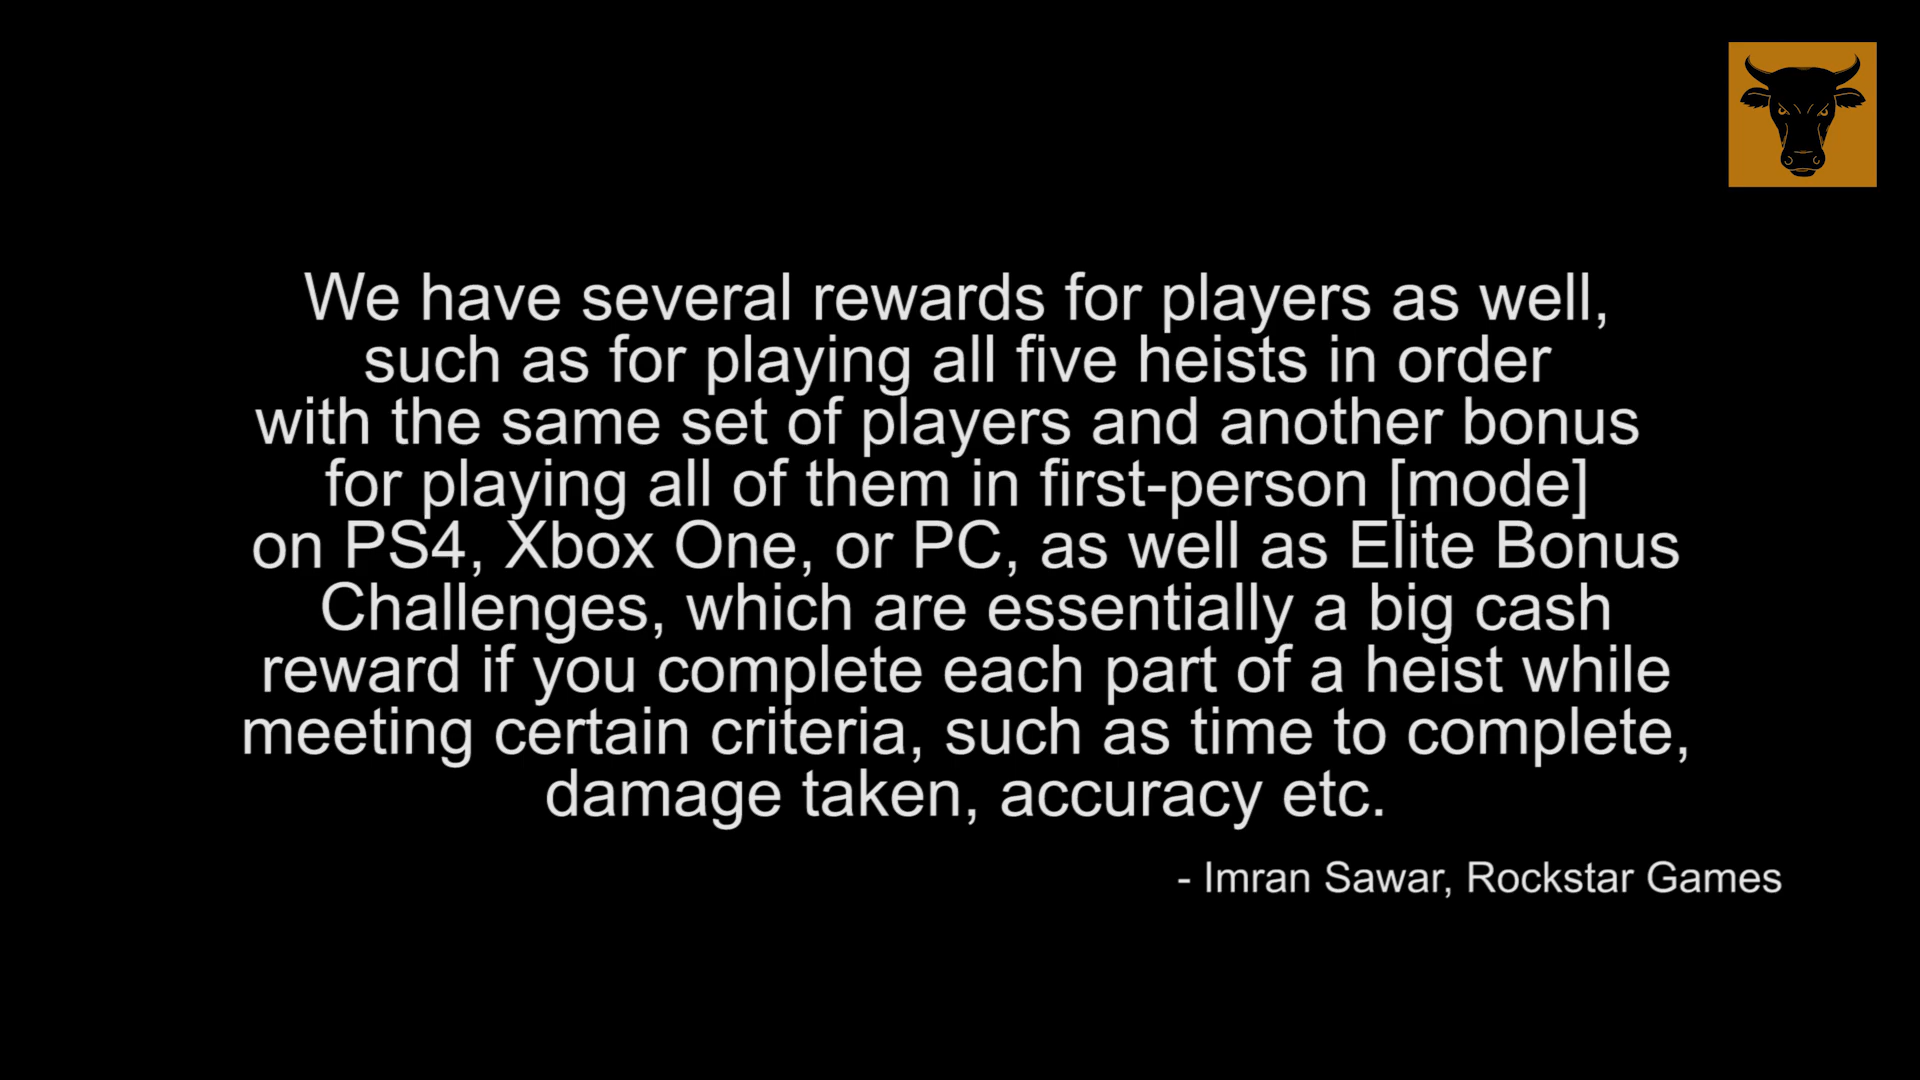 We have several rewards for players as well,
such as for playing all five heists in order
with the same set of players and another bonus
for playing all of them in first-person [mode]
on PS4, Xbox One, or PC, as well as Elite Bonus
Challenges, which are essentially a big cash
reward if you complete each part of a heist while
meeting certain criteria, such as time to complete,
damage taken, accuracy etc.
- Imran Sawar, Rockstar Games